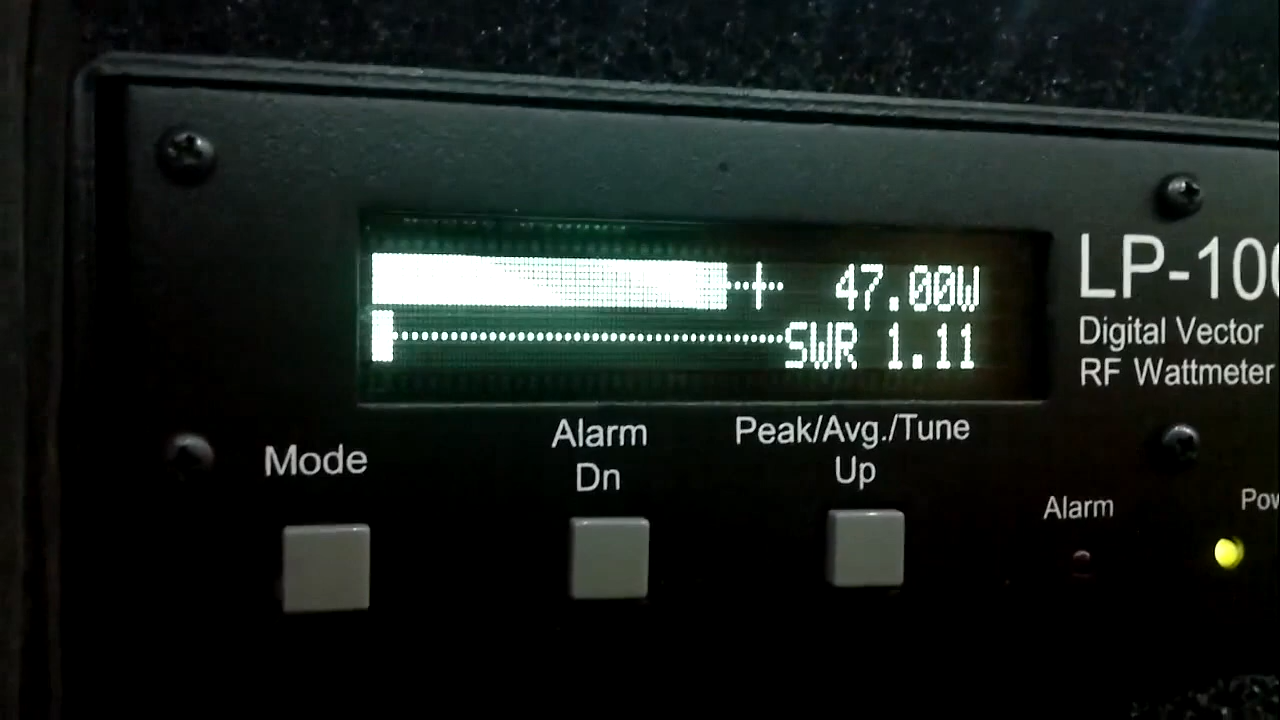 47.00W
SWR 1.11
LP-100
Digital Vector
RF Wattmeter
Mode
Alarm
Dn
Peak/Avg./Tune
Up
Alarm